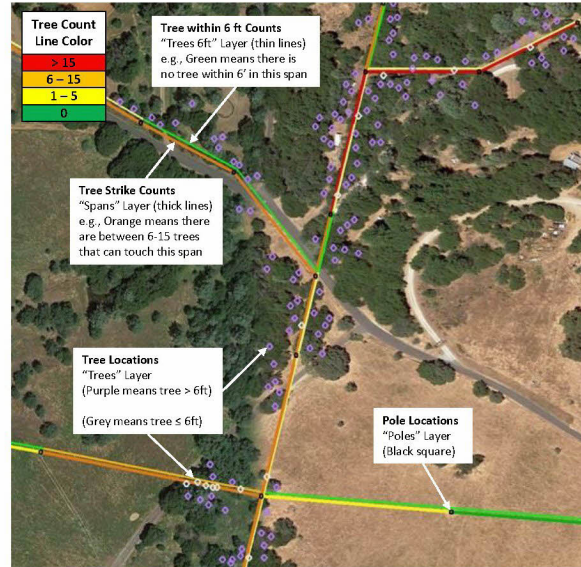 Tree Count
Line Color
> 15
6 – 15
1 – 5
0
Tree within 6 ft Counts
“Trees 6ft” Layer (thin lines)
e.g., Green means there is
no tree within 6’ in this span
Tree Strike Counts
“Spans” Layer (thick lines)
e.g., Orange means there
are between 6-15 trees
that can touch this span
Tree Locations
“Trees” Layer
(Purple means tree > 6ft)
(Grey means tree ≤ 6ft)
Pole Locations
“Poles” Layer
(Black square)